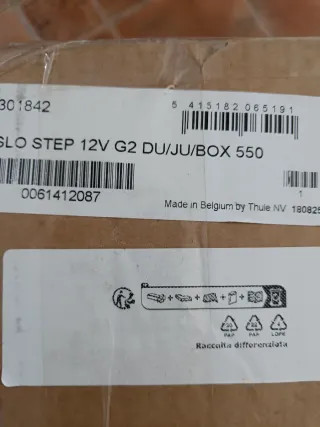 301842
5 415182 065191
SLO STEP 12V G2 DU/JU/BOX 550
0061412087
1
Made in Belgium by Thule NV 180825
PAP PAP LDPE
Raccolta differenziata